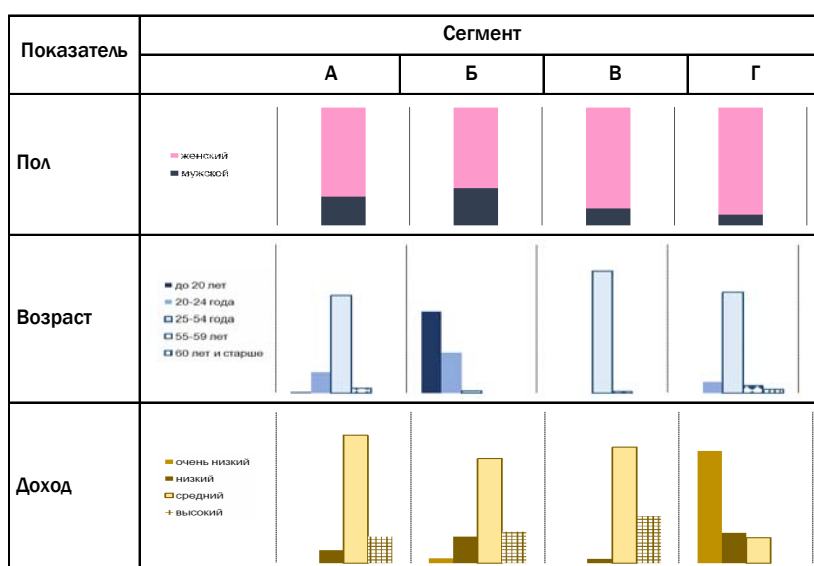 Показатель
Сегмент
А Б В Г
Пол
женский
мужской
Возраст
до 20 лет
20-24 года
25-54 года
55-59 лет
60 лет и старше
Доход
очень низкий
низкий
средний
высокий